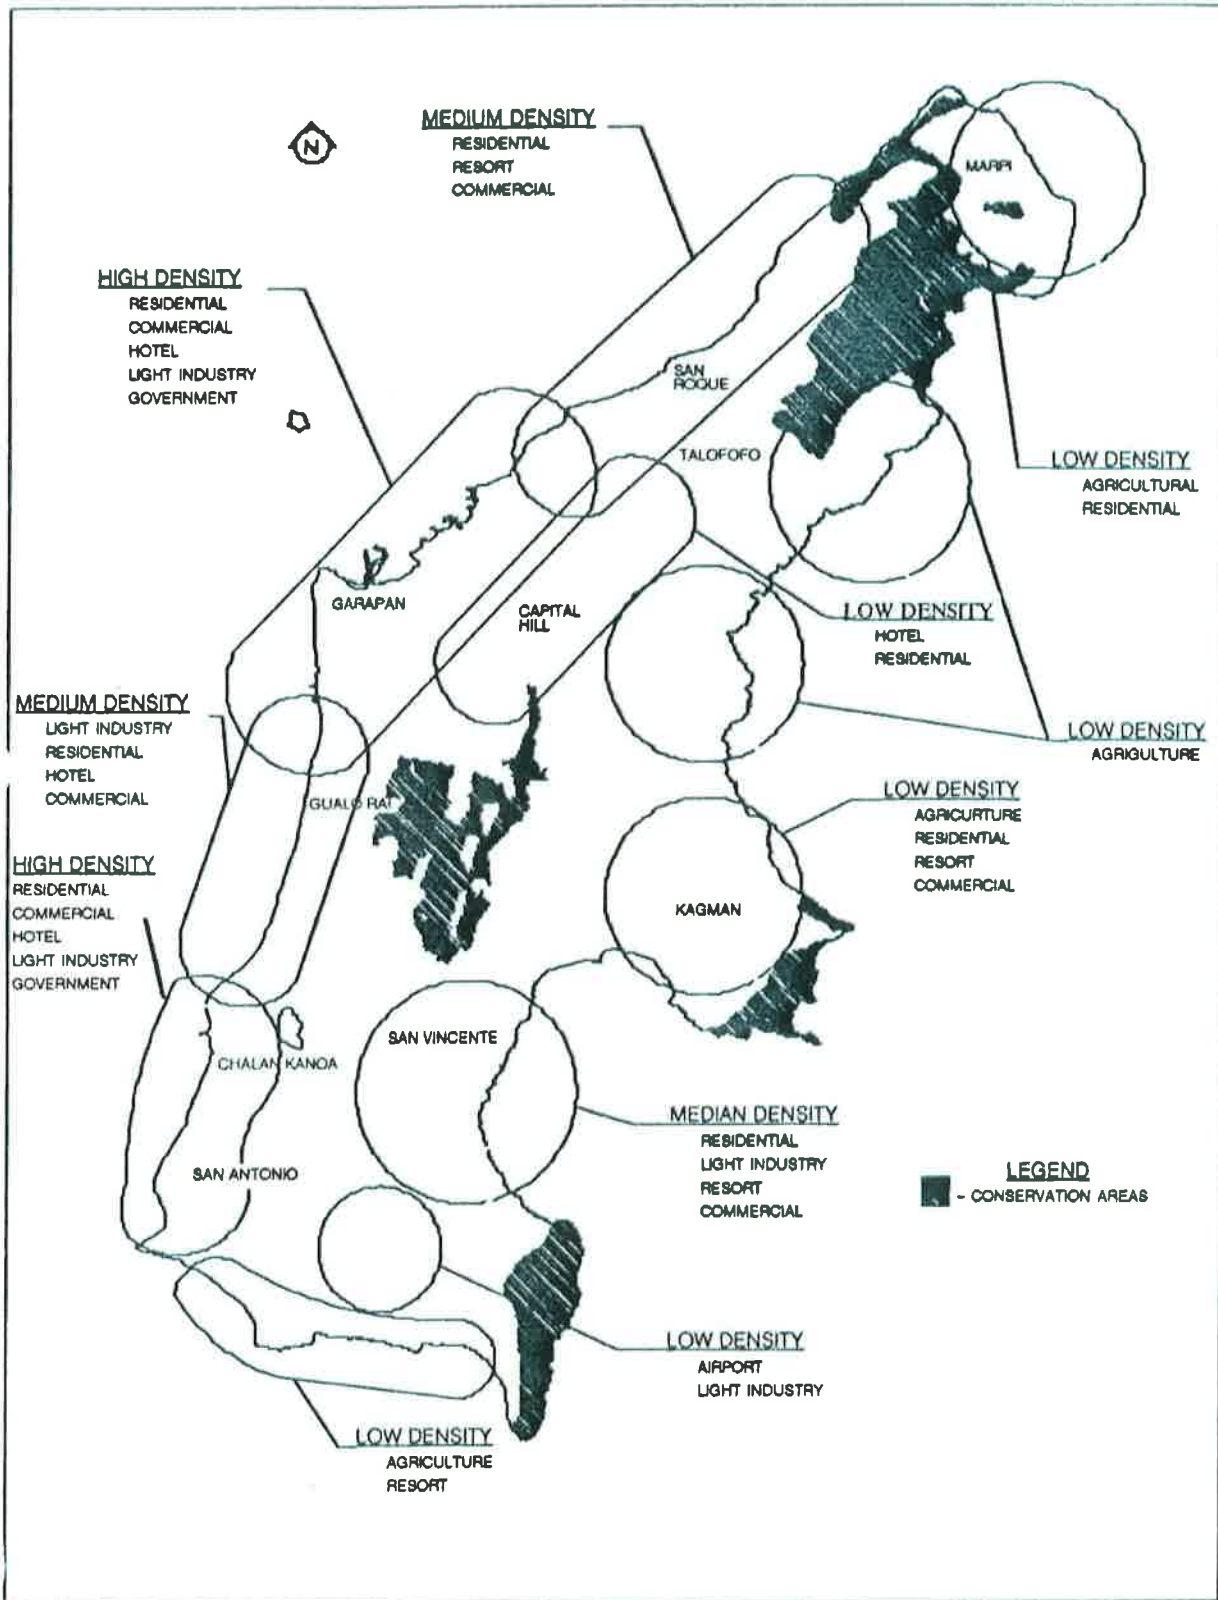 MEDIUM DENSITY
RESIDENTIAL
RESORT
COMMERCIAL
N
MARPI
HIGH DENSITY
RESIDENTIAL
COMMERCIAL
HOTEL
LIGHT INDUSTRY
GOVERNMENT
SAN
ROQUE
TALOFOFO
LOW DENSITY
AGRICULTURAL
RESIDENTIAL
GARAPAN
CAPITAL
HILL
LOW DENSITY
HOTEL
RESIDENTIAL
MEDIUM DENSITY
LIGHT INDUSTRY
RESIDENTIAL
HOTEL
COMMERCIAL
LOW DENSITY
AGRIGULTURE
GUALO RAI
LOW DENSITY
AGRICURTURE
RESIDENTIAL
RESORT
COMMERCIAL
HIGH DENSITY
RESIDENTIAL
COMMERCIAL
HOTEL
LIGHT INDUSTRY
GOVERNMENT
KAGMAN
SAN VINCENTE
CHALAN KANOA
MEDIAN DENSITY
RESIDENTIAL
LIGHT INDUSTRY
RESORT
COMMERCIAL
SAN ANTONIO
LEGEND
- CONSERVATION AREAS
LOW DENSITY
AIRPORT
LIGHT INDUSTRY
LOW DENSITY
AGRICULTURE
RESORT